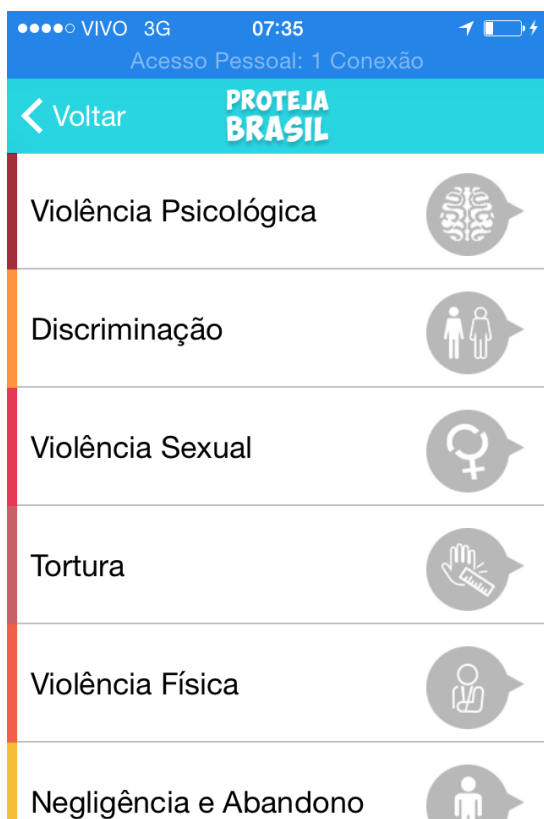 VIVO 3G 07:35
Acesso Pessoal: 1 Conexão
Voltar
PROTEJA
BRASIL
Violência Psicológica
Discriminação
Violência Sexual
Tortura
Violência Física
Negligência e Abandono